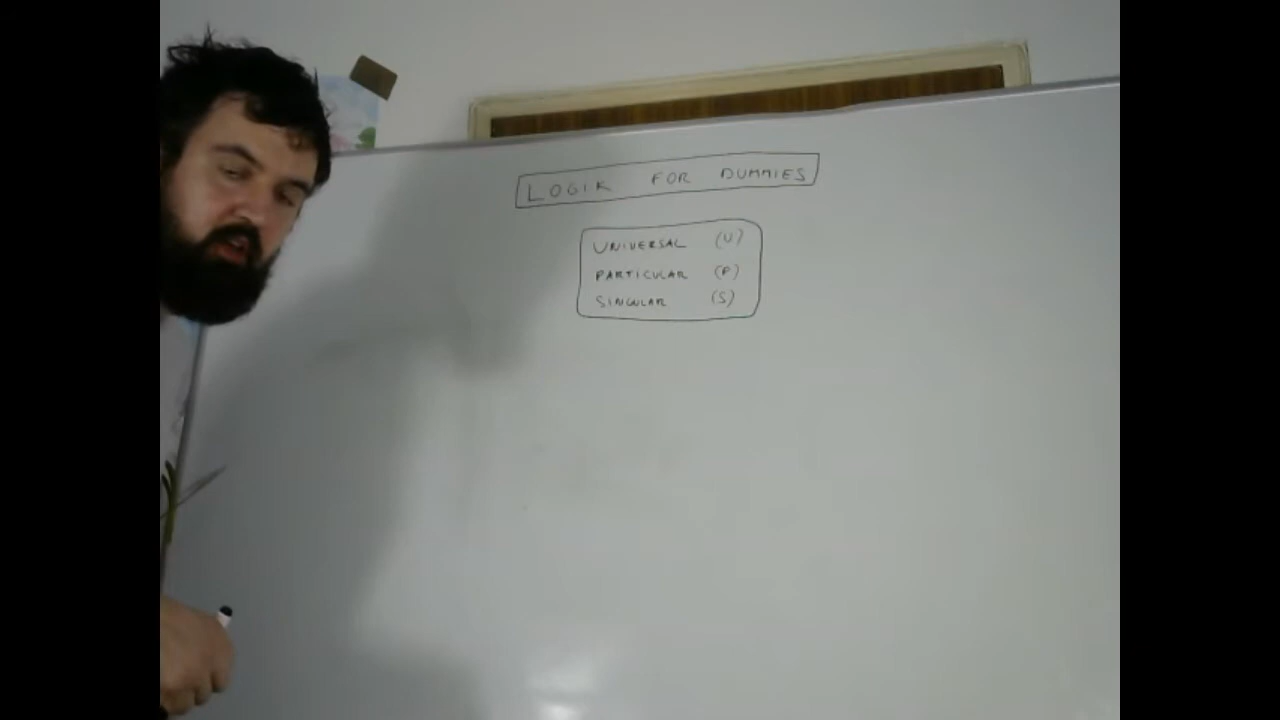 LOGIK FOR DUMMIES
UNIVERSAL (U)
PARTICULAR (P)
SINGULAR (S)